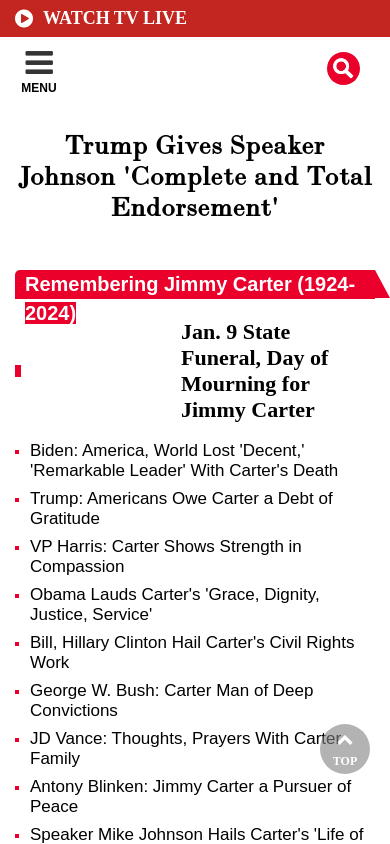 WATCH TV LIVE
MENU
Trump Gives Speaker
Johnson 'Complete and Total
Endorsement'
Remembering Jimmy Carter (1924-
2024)
Jan. 9 State
Funeral, Day of
Mourning for
Jimmy Carter
Biden: America, World Lost 'Decent,'
'Remarkable Leader' With Carter's Death
Trump: Americans Owe Carter a Debt of
Gratitude
VP Harris: Carter Shows Strength in
Compassion
Obama Lauds Carter's 'Grace, Dignity,
Justice, Service'
Bill, Hillary Clinton Hail Carter's Civil Rights
Work
George W. Bush: Carter Man of Deep
Convictions
JD Vance: Thoughts, Prayers With Carter
Family
TOP
Antony Blinken: Jimmy Carter a Pursuer of
Peace
Speaker Mike Johnson Hails Carter's 'Life of